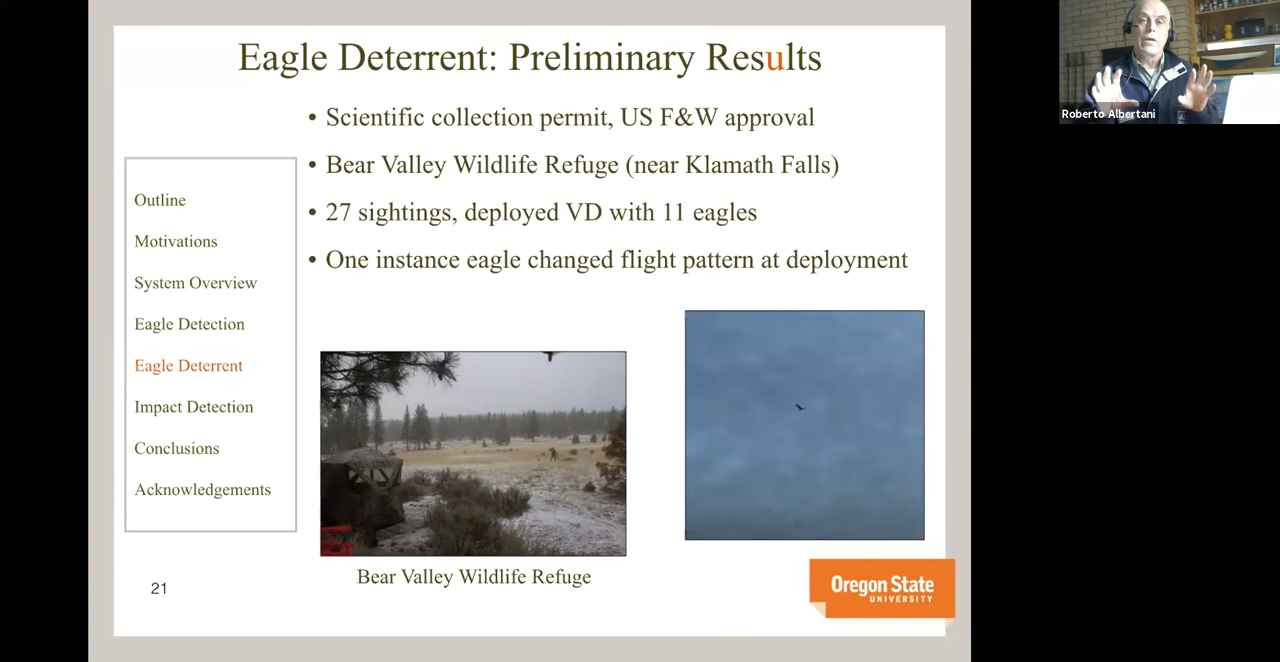 Eagle Deterrent: Preliminary Results
• Scientific collection permit, US F&W approval
• Bear Valley Wildlife Refuge (near Klamath Falls)
• 27 sightings, deployed VD with 11 eagles
• One instance eagle changed flight pattern at deployment
Outline
Motivations
System Overview
Eagle Detection
Eagle Deterrent
Impact Detection
Conclusions
Acknowledgements
Bear Valley Wildlife Refuge
21
Oregon State
UNIVERSITY
Roberto Albertani